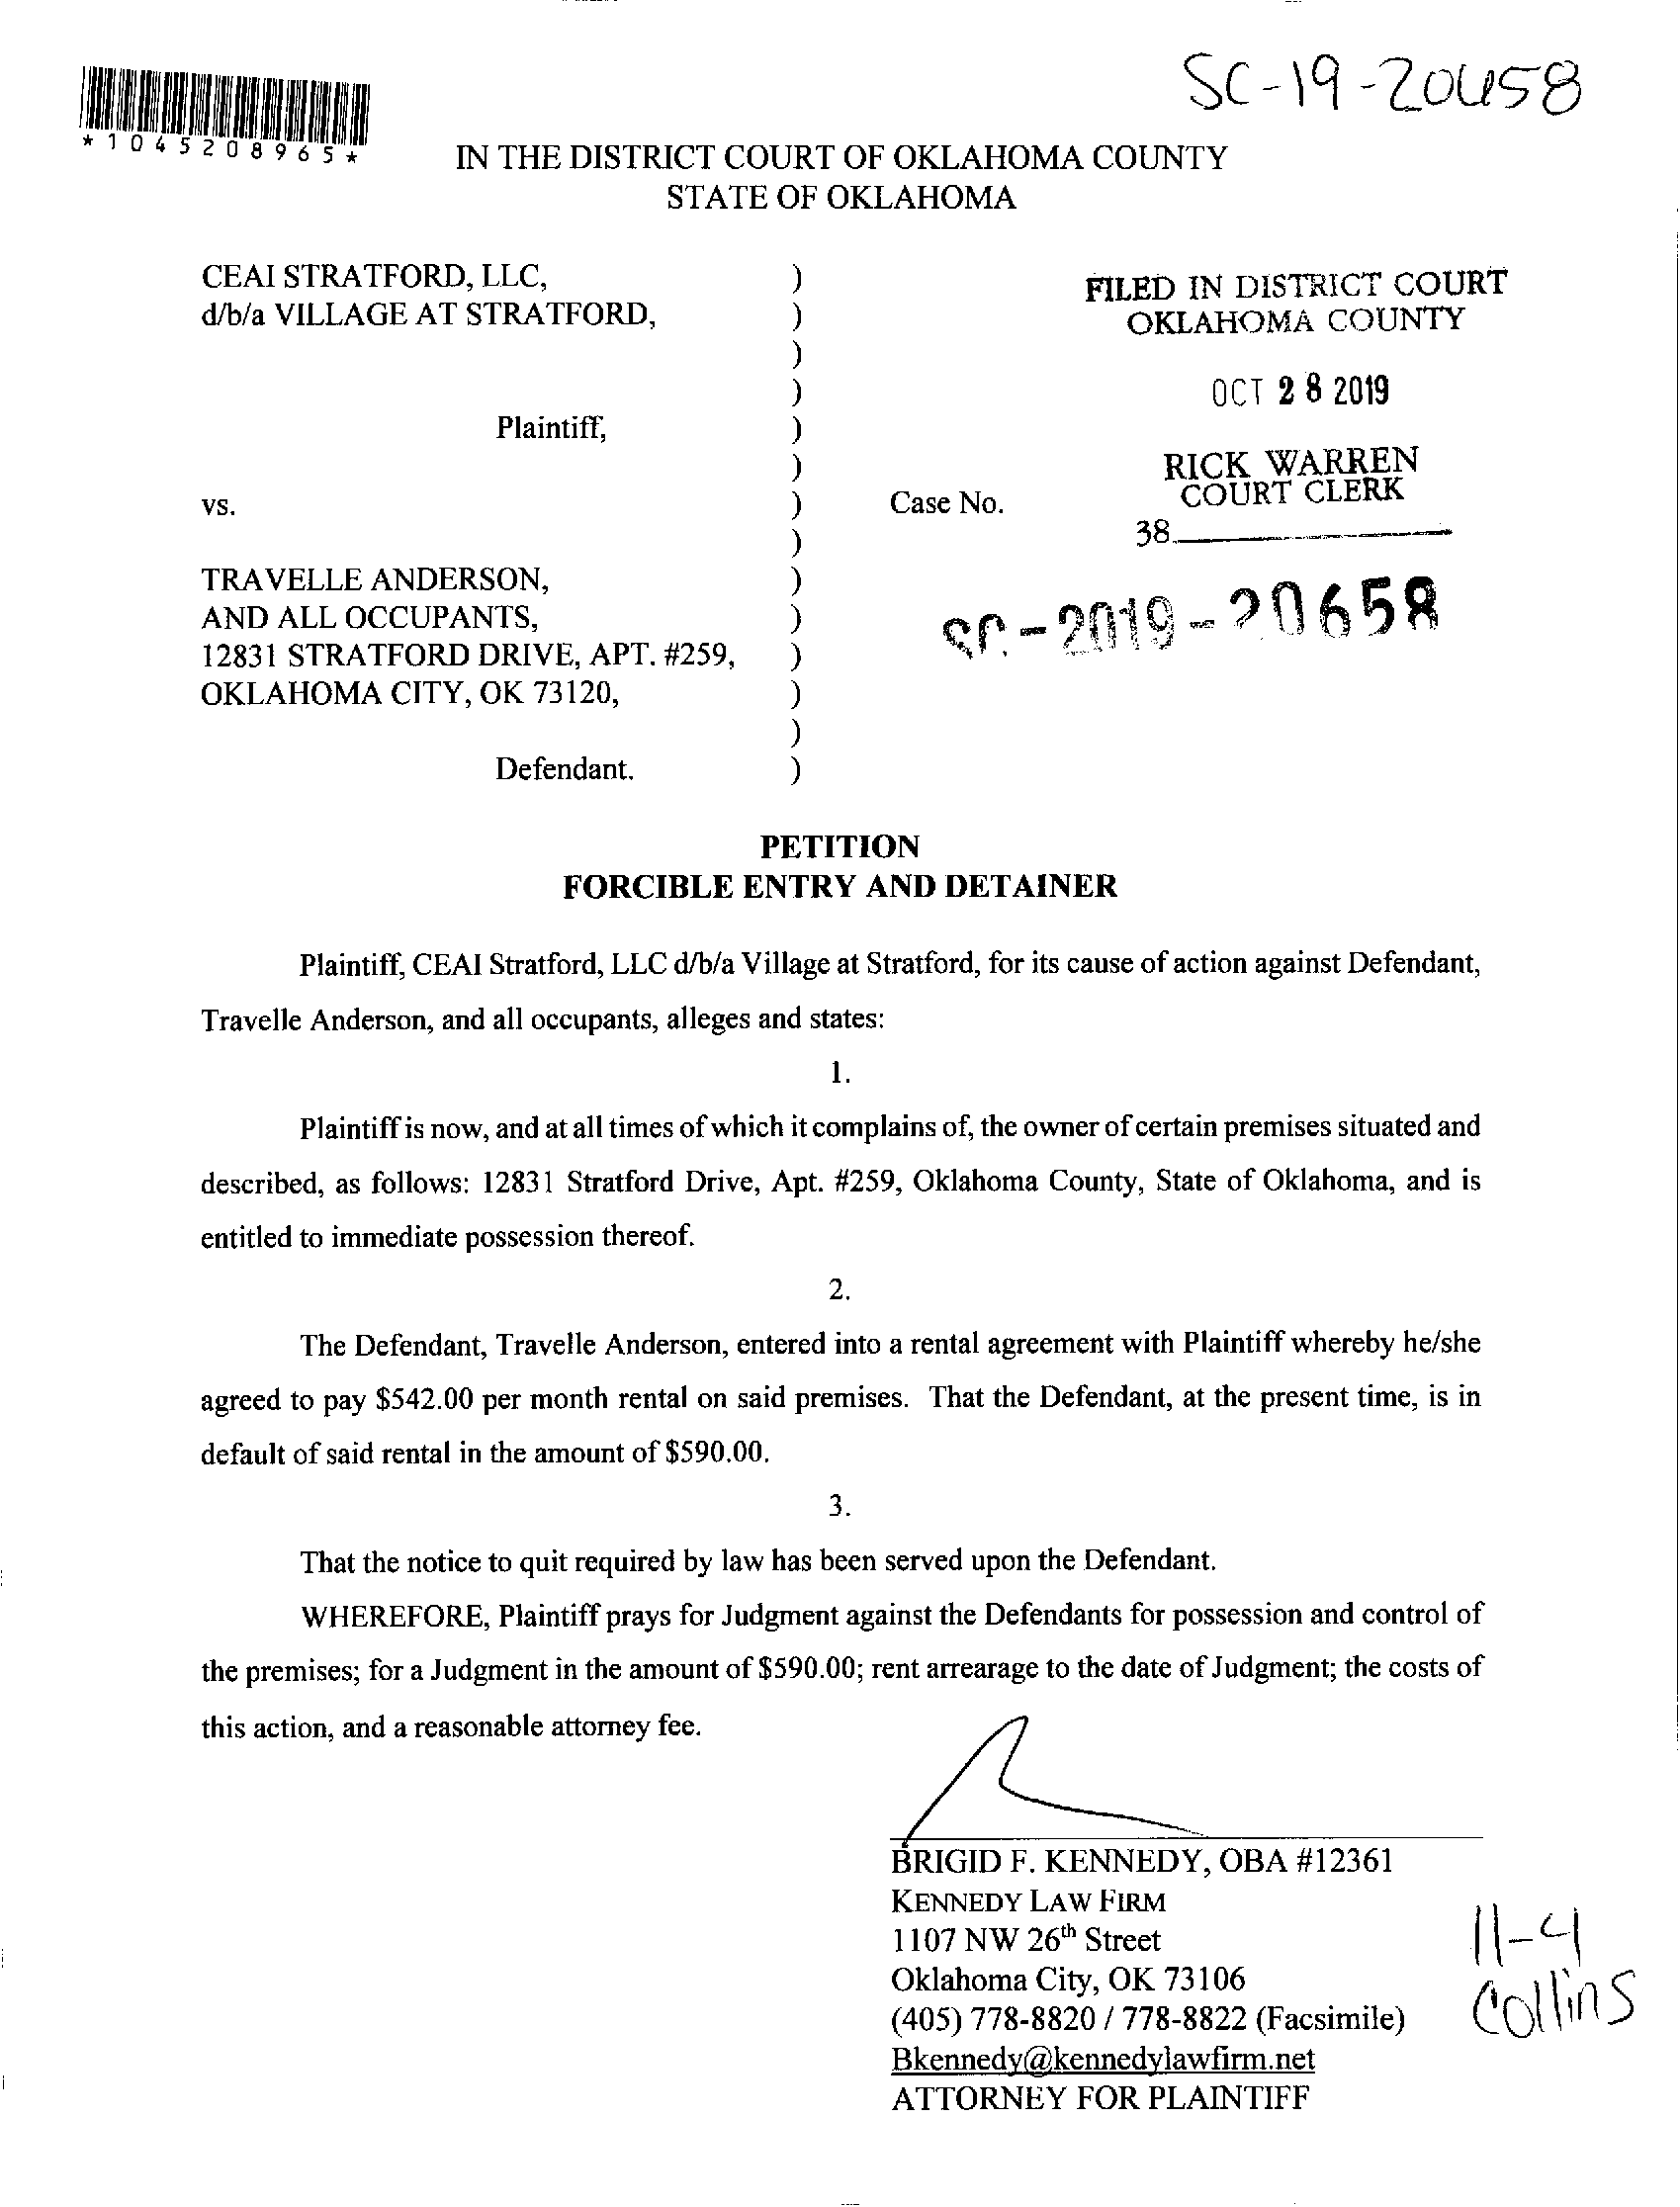 SC-19-20658
*1045208965*
IN THE DISTRICT COURT OF OKLAHOMA COUNTY
STATE OF OKLAHOMA
CEAI STRATFORD, LLC, )
d/b/a VILLAGE AT STRATFORD, )
)
)
Plaintiff, )
)
vs. )
)
TRAVELLE ANDERSON, )
AND ALL OCCUPANTS, )
12831 STRATFORD DRIVE, APT. #259, )
OKLAHOMA CITY, OK 73120, )
)
Defendant. )
FILED IN DISTRICT COURT
OKLAHOMA COUNTY
OCT 28 2019
RICK WARREN
COURT CLERK
38
Case No.
SC-2019-20658
PETITION
FORCIBLE ENTRY AND DETAINER
Plaintiff, CEAI Stratford, LLC d/b/a Village at Stratford, for its cause of action against Defendant,
Travelle Anderson, and all occupants, alleges and states:
1.
Plaintiff is now, and at all times of which it complains of, the owner of certain premises situated and
described, as follows: 12831 Stratford Drive, Apt. #259, Oklahoma County, State of Oklahoma, and is
entitled to immediate possession thereof.
2.
The Defendant, Travelle Anderson, entered into a rental agreement with Plaintiff whereby he/she
agreed to pay $542.00 per month rental on said premises. That the Defendant, at the present time, is in
default of said rental in the amount of $590.00.
3.
That the notice to quit required by law has been served upon the Defendant.
WHEREFORE, Plaintiff prays for Judgment against the Defendants for possession and control of
the premises; for a Judgment in the amount of $590.00; rent arrearage to the date of Judgment; the costs of
this action, and a reasonable attorney fee.
BRIGID F. KENNEDY, OBA #12361
KENNEDY LAW FIRM
1107 NW 26th Street
Oklahoma City, OK 73106
(405) 778-8820 / 778-8822 (Facsimile)
Bkennedy@kennedylawfirm.net
ATTORNEY FOR PLAINTIFF
11-4
Collins